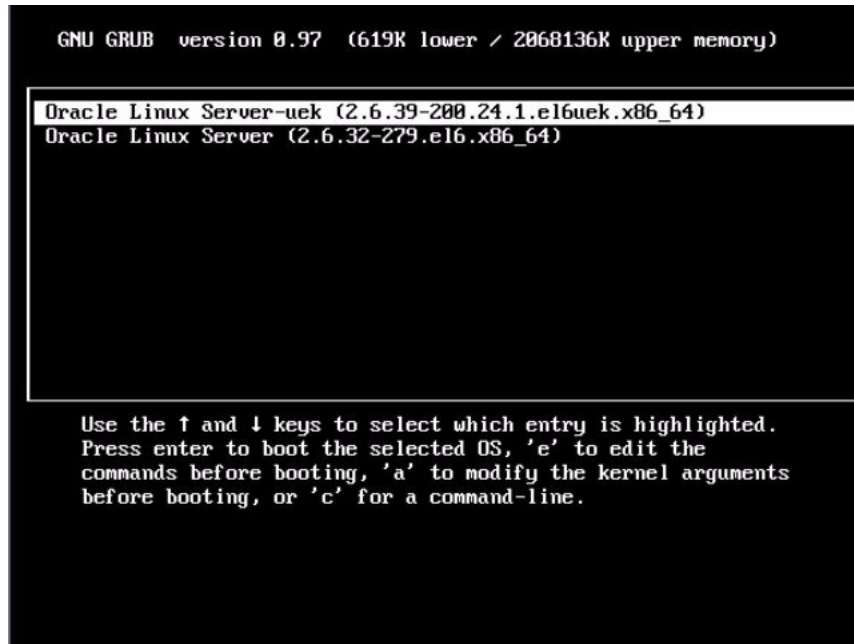 GNU GRUB version 0.97 (619K lower / 2068136K upper memory)
Oracle Linux Server-uek (2.6.39-200.24.1.el6uek.x86_64)
Oracle Linux Server (2.6.32-279.el6.x86_64)
Use the ↑ and ↓ keys to select which entry is highlighted.
Press enter to boot the selected OS, 'e' to edit the
commands before booting, 'a' to modify the kernel arguments
before booting, or 'c' for a command-line.